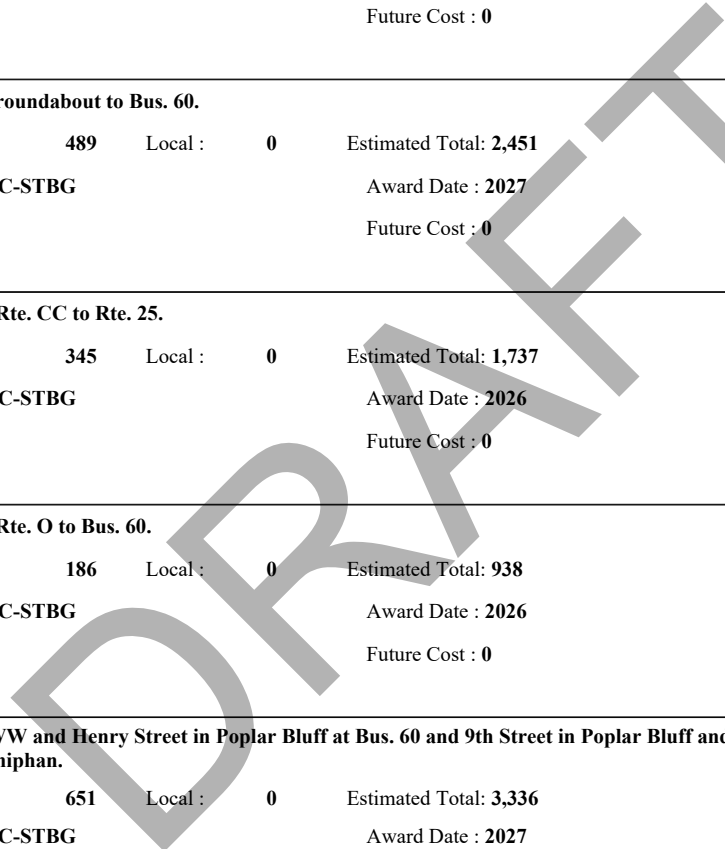 Future Cost : 0
roundabout to Bus. 60.
489 Local : 0 Estimated Total: 2,451
C-STBG Award Date : 2027
Future Cost : 0
Rte. CC to Rte. 25.
345 Local : 0 Estimated Total: 1,737
C-STBG Award Date : 2026
Future Cost : 0
Rte. O to Bus. 60.
186 Local : 0 Estimated Total: 938
C-STBG Award Date : 2026
Future Cost : 0
VW and Henry Street in Poplar Bluff at Bus. 60 and 9th Street in Poplar Bluff and
niphan.
651 Local : 0 Estimated Total: 3,336
C-STBG Award Date : 2027
DRAFT